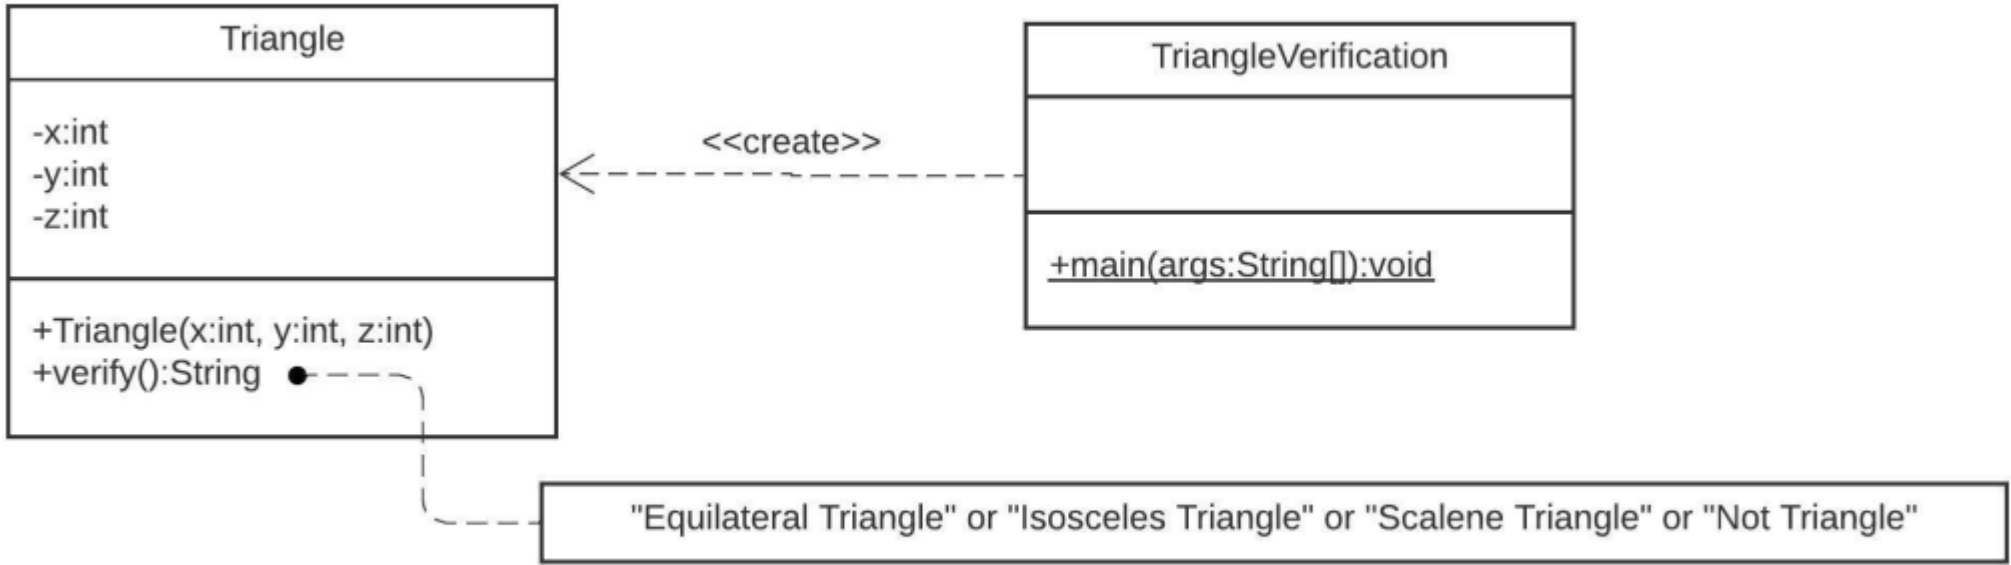 Triangle
-x:int
-y:int
-z:int
+Triangle(x:int, y:int, z:int)
+verify():String
<<create>>
TriangleVerification
+main(args:String[]):void
"Equilateral Triangle" or "Isosceles Triangle" or "Scalene Triangle" or "Not Triangle"